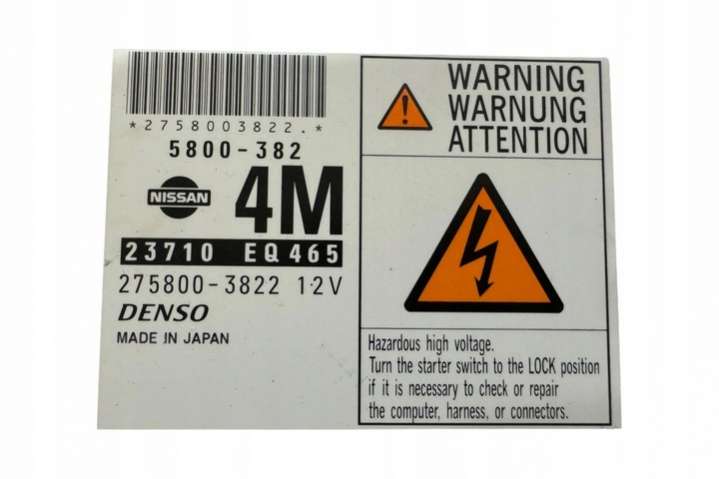 *2758003822.*
5800-382
NISSAN
4M
23710 EQ465
275800-3822 12V
DENSO
MADE IN JAPAN
!
WARNING
WARNUNG
ATTENTION
Hazardous high voltage.
Turn the starter switch to the LOCK position
if it is necessary to check or repair
the computer, harness, or connectors.